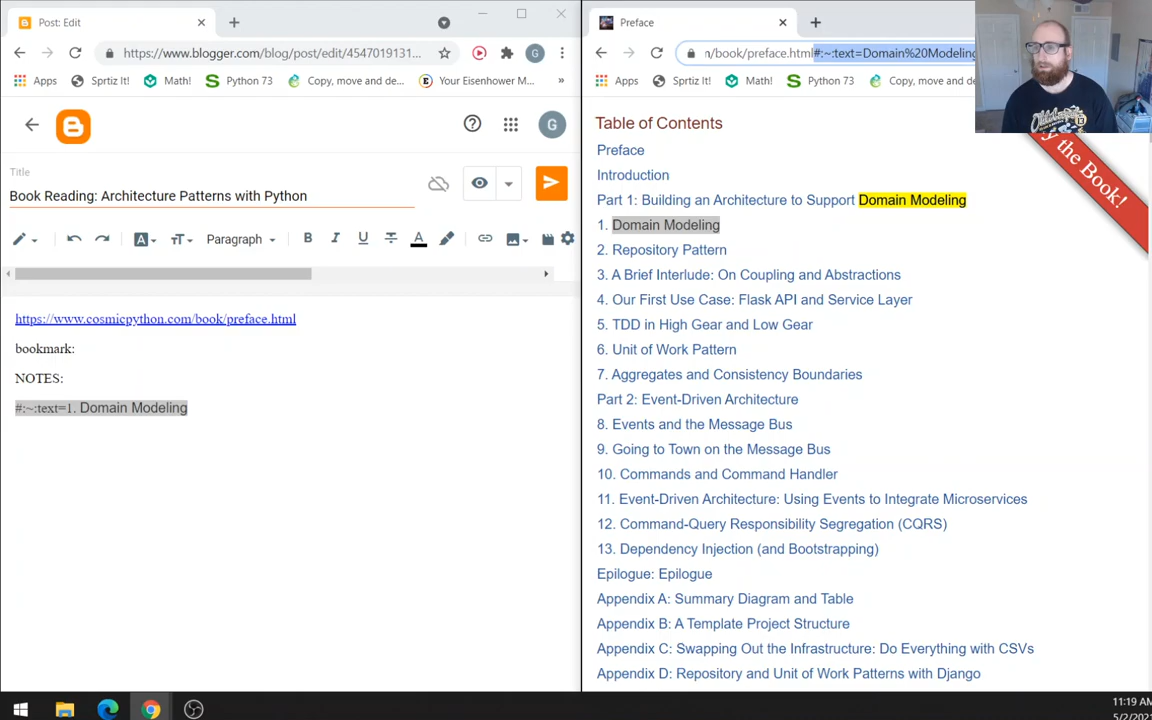 Post: Edit
https://www.blogger.com/blog/post/edit/4547019131...
G
Apps
Sprtiz It!
Math!
Python 73
Copy, move and de...
Your Eisenhower M...
»
G
Title
Book Reading: Architecture Patterns with Python
Paragraph
B
I
U
https://www.cosmicpython.com/book/preface.html
bookmark:
NOTES:
#:~:text=1. Domain Modeling
Preface
n/book/preface.html#:~:text=Domain%20Modeling
Apps
Sprtiz It!
Math!
Python 73
Copy, move and de...
y the Book!
Table of Contents
Preface
Introduction
Part 1: Building an Architecture to Support Domain Modeling
1. Domain Modeling
2. Repository Pattern
3. A Brief Interlude: On Coupling and Abstractions
4. Our First Use Case: Flask API and Service Layer
5. TDD in High Gear and Low Gear
6. Unit of Work Pattern
7. Aggregates and Consistency Boundaries
Part 2: Event-Driven Architecture
8. Events and the Message Bus
9. Going to Town on the Message Bus
10. Commands and Command Handler
11. Event-Driven Architecture: Using Events to Integrate Microservices
12. Command-Query Responsibility Segregation (CQRS)
13. Dependency Injection (and Bootstrapping)
Epilogue: Epilogue
Appendix A: Summary Diagram and Table
Appendix B: A Template Project Structure
Appendix C: Swapping Out the Infrastructure: Do Everything with CSVs
Appendix D: Repository and Unit of Work Patterns with Django
11:19 AM
5/2/202